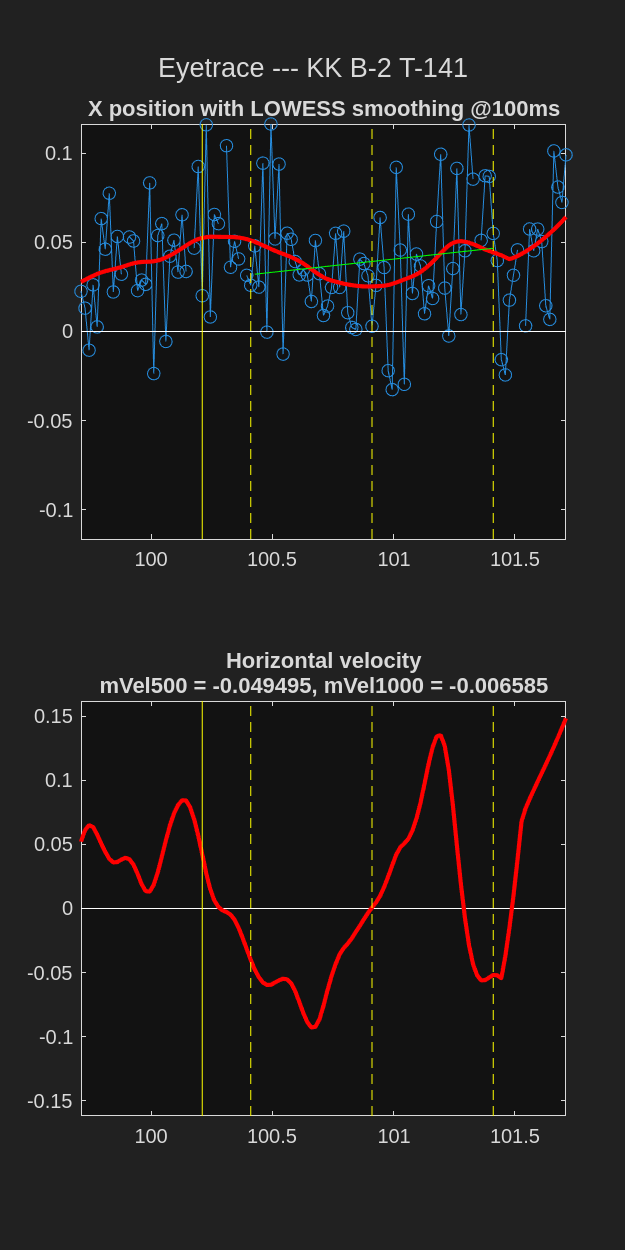 Eyetrace --- KK B-2 T-141
X position with LOWESS smoothing @100ms
0.1
0.05
0
-0.05
-0.1
100 100.5 101 101.5
Horizontal velocity
mVel500 = -0.049495, mVel1000 = -0.006585
0.15
0.1
0.05
0
-0.05
-0.1
-0.15
100 100.5 101 101.5